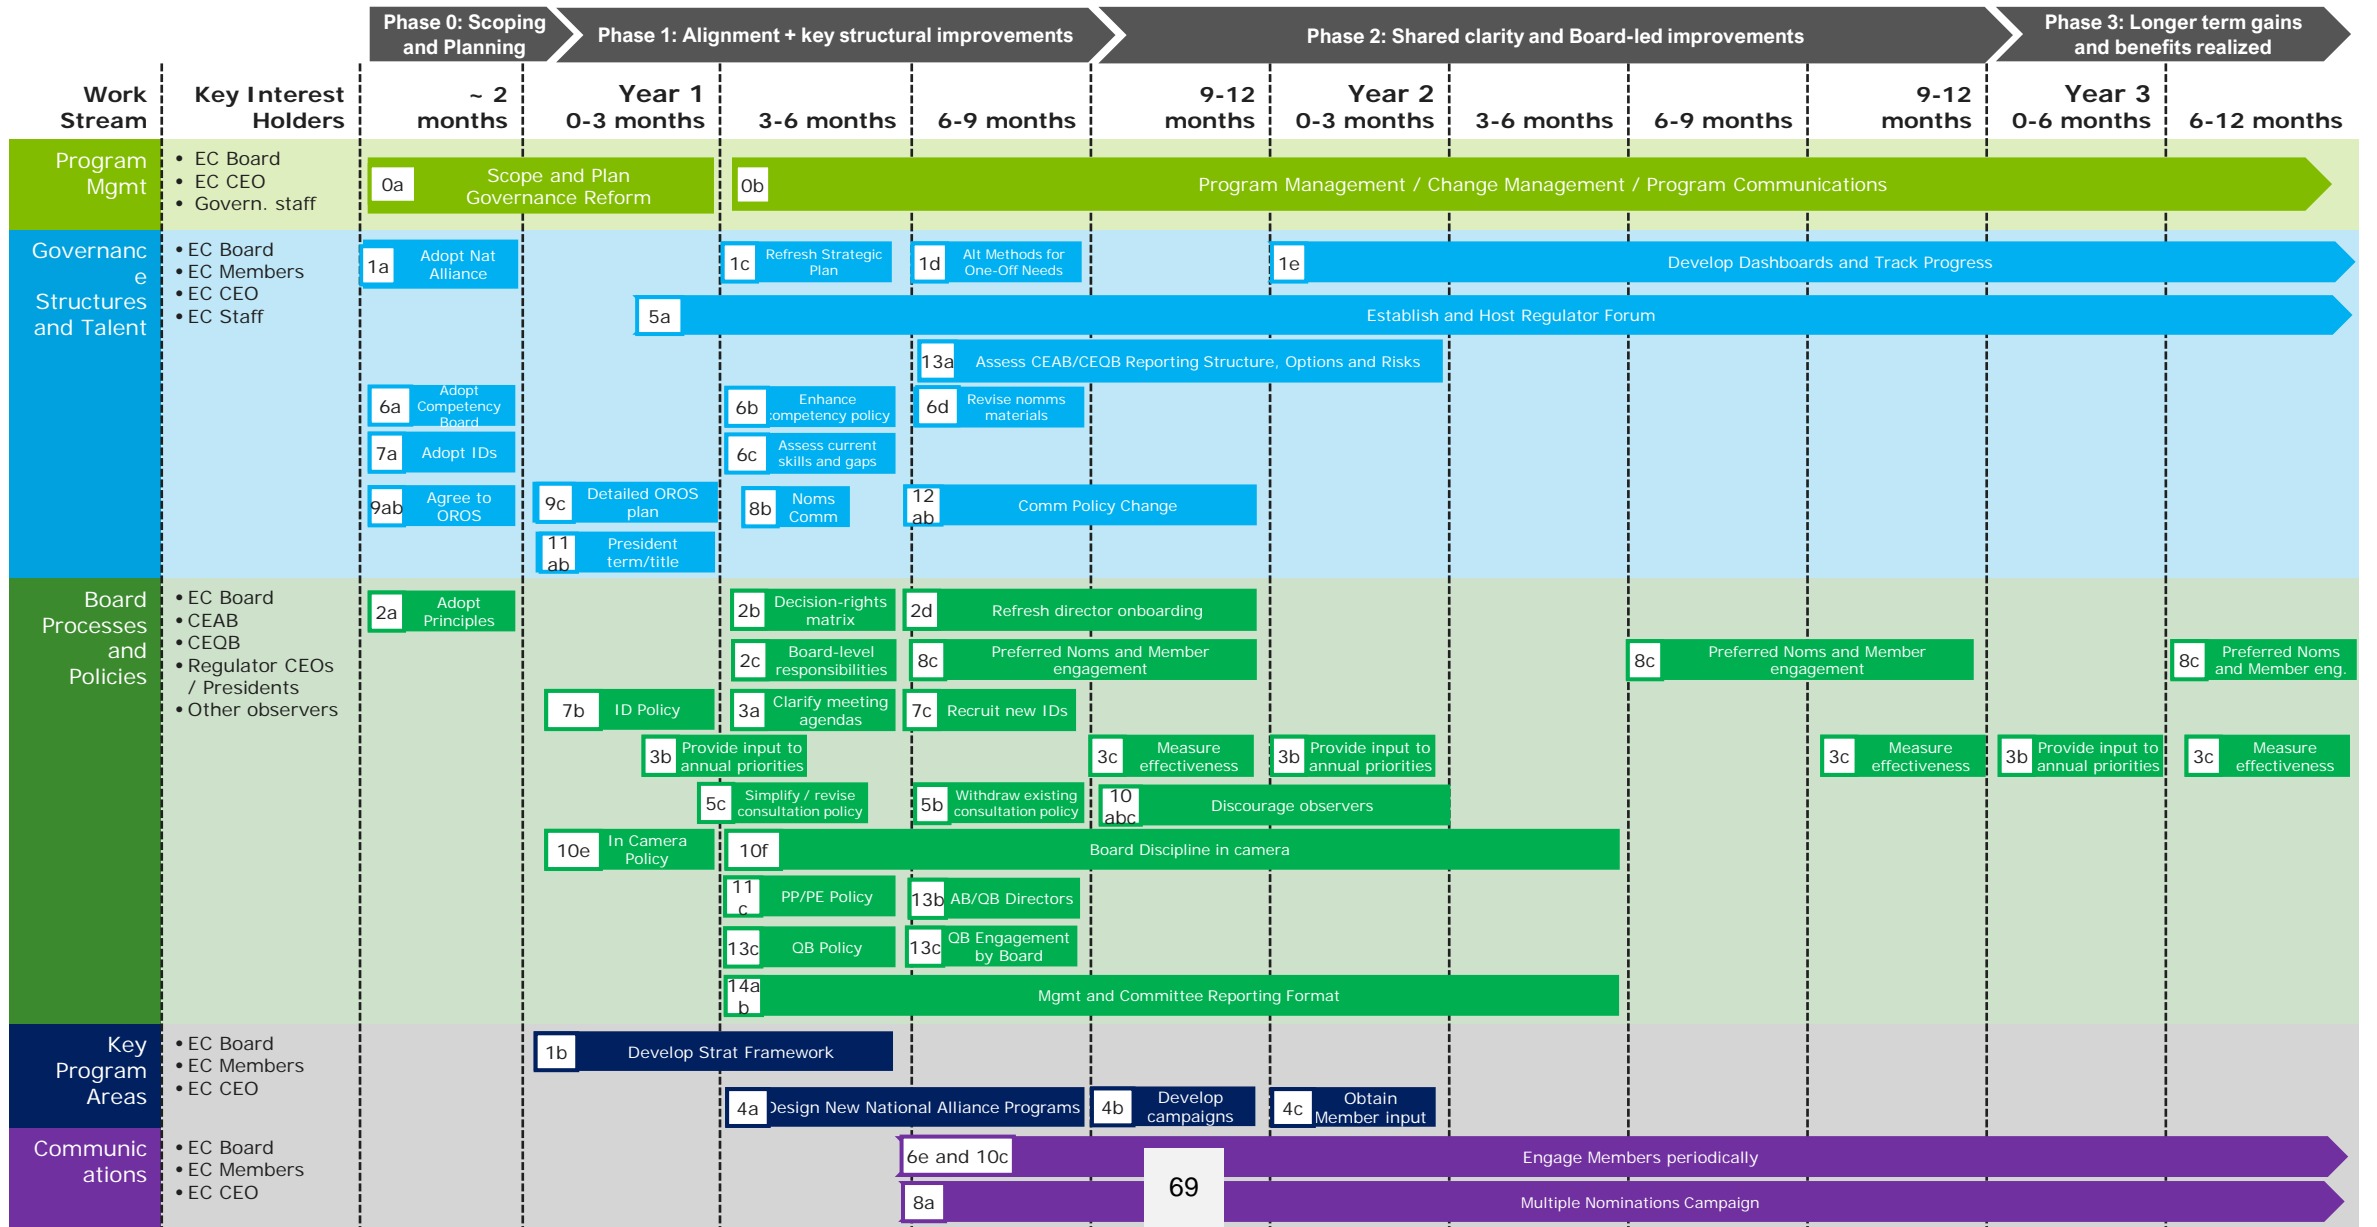 Phase 0: Scoping
and Planning
Phase 1: Alignment + key structural improvements
Phase 2: Shared clarity and Board-led improvements
Phase 3: Longer term gains
and benefits realized
Work
Stream
Key Interest
Holders
~ 2
months
Year 1
0-3 months
3-6 months
6-9 months
9-12
months
Year 2
0-3 months
3-6 months
6-9 months
9-12
months
Year 3
0-6 months
6-12 months
Program
Mgmt
• EC Board
• EC CEO
• Govern. staff
0a
Scope and Plan
Governance Reform
0b
Program Management / Change Management / Program Communications
Governanc
e
Structures
and Talent
• EC Board
• EC Members
• EC CEO
• EC Staff
1a
Adopt Nat
Alliance
1c
Refresh Strategic
Plan
1d
Alt Methods for
One-Off Needs
1e
Develop Dashboards and Track Progress
5a
Establish and Host Regulator Forum
13a
Assess CEAB/CEQB Reporting Structure, Options and Risks
6a
Adopt
Competency
Board
6b
Enhance
competency policy
6d
Revise nomms
materials
7a
Adopt IDs
6c
Assess current
skills and gaps
9ab
Agree to
OROS
9c
Detailed OROS
plan
8b
Noms
Comm
12
ab
Comm Policy Change
11
ab
President
term/title
Board
Processes
and
Policies
• EC Board
• CEAB
• CEQB
• Regulator CEOs
/ Presidents
• Other observers
2a
Adopt
Principles
2b
Decision-rights
matrix
2d
Refresh director onboarding
2c
Board-level
responsibilities
8c
Preferred Noms and Member
engagement
8c
Preferred Noms and Member
engagement
8c
Preferred Noms
and Member eng.
7b
ID Policy
3a
Clarify meeting
agendas
7c
Recruit new IDs
3b
Provide input to
annual priorities
3c
Measure
effectiveness
3b
Provide input to
annual priorities
3c
Measure
effectiveness
3b
Provide input to
annual priorities
3c
Measure
effectiveness
5c
Simplify / revise
consultation policy
5b
Withdraw existing
consultation policy
10
abc
Discourage observers
10e
In Camera
Policy
10f
Board Discipline in camera
11
c
PP/PE Policy
13b
AB/QB Directors
13c
QB Policy
13c
QB Engagement
by Board
14a
b
Mgmt and Committee Reporting Format
Key
Program
Areas
• EC Board
• EC Members
• EC CEO
1b
Develop Strat Framework
4a
Design New National Alliance Programs
4b
Develop
campaigns
4c
Obtain
Member input
Communic
ations
• EC Board
• EC Members
• EC CEO
6e and 10c
Engage Members periodically
8a
Multiple Nominations Campaign
69